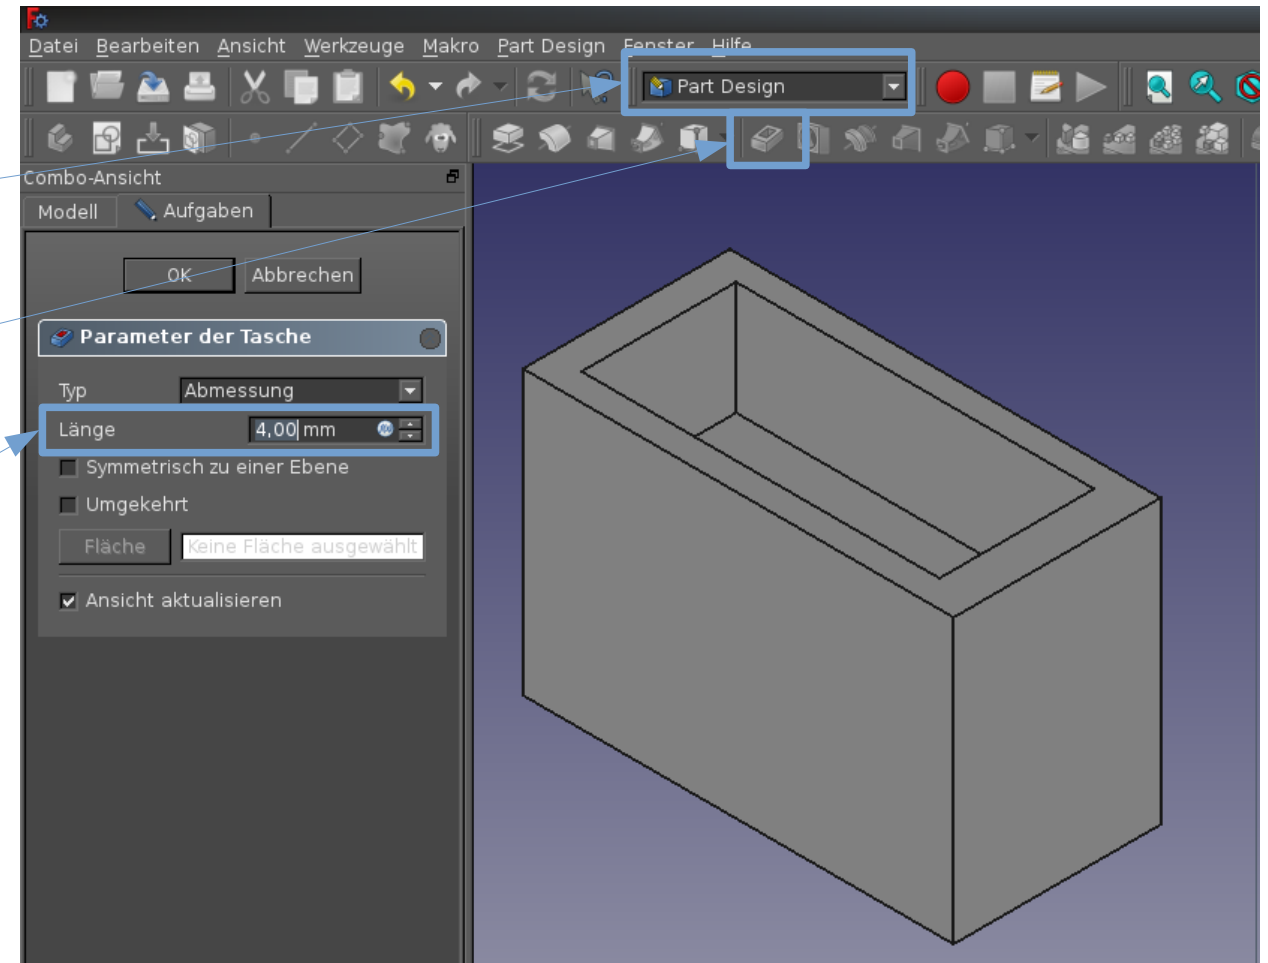 Datei Bearbeiten Ansicht Werkzeuge Makro Part Design Fenster Hilfe
Part Design
Combo-Ansicht
Modell Aufgaben
OK Abbrechen
Parameter der Tasche
Typ Abmessung
Länge 4,00 mm
Symmetrisch zu einer Ebene
Umgekehrt
Fläche Keine Fläche ausgewählt
Ansicht aktualisieren